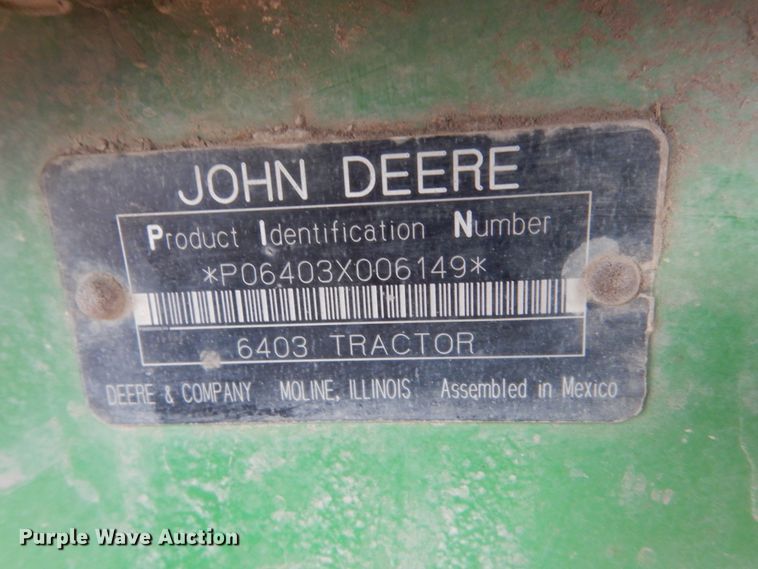 JOHN DEERE
Product Identification Number
*P06403X006149*
6403 TRACTOR
DEERE & COMPANY MOLINE, ILLINOIS Assembled in Mexico
Purple Wave Auction